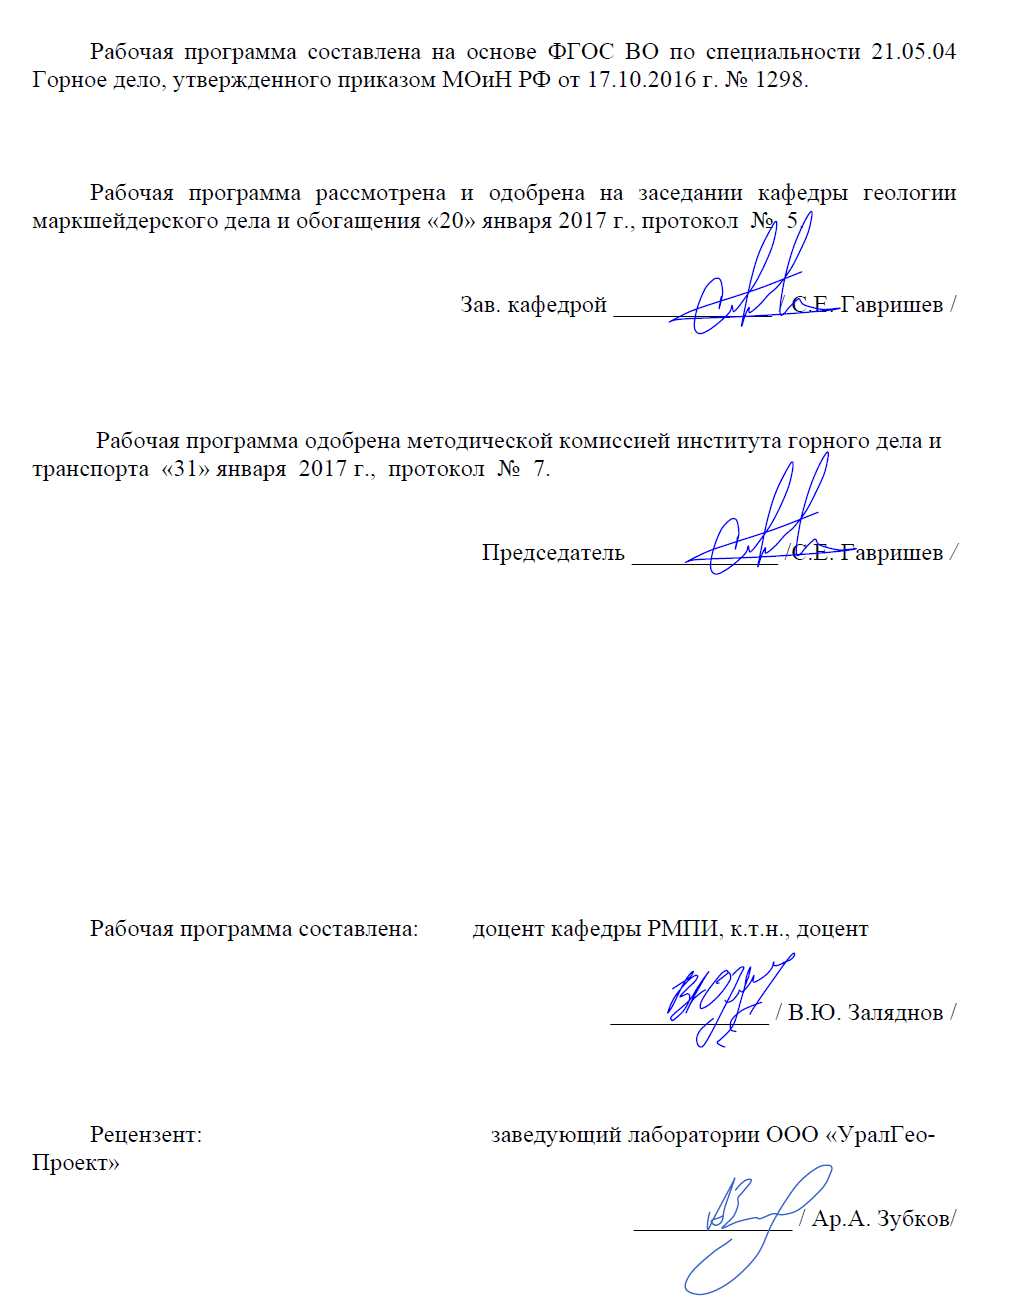 Рабочая программа составлена на основе ФГОС ВО по специальности 21.05.04
Горное дело, утвержденного приказом МОиН РФ от 17.10.2016 г. № 1298.
Рабочая программа рассмотрена и одобрена на заседании кафедры геологии
маркшейдерского дела и обогащения «20» января 2017 г., протокол № 5.
Зав. кафедрой _____________ / С.Е. Гавришев /
Рабочая программа одобрена методической комиссией института горного дела и
транспорта «31» января 2017 г., протокол № 7.
Председатель ____________ /С.Е. Гавришев /
Рабочая программа составлена: доцент кафедры РМПИ, к.т.н., доцент
_____________ / В.Ю. Заляднов /
Рецензент: заведующий лаборатории ООО «УралГео-
Проект»
_____________ / Ар.А. Зубков/